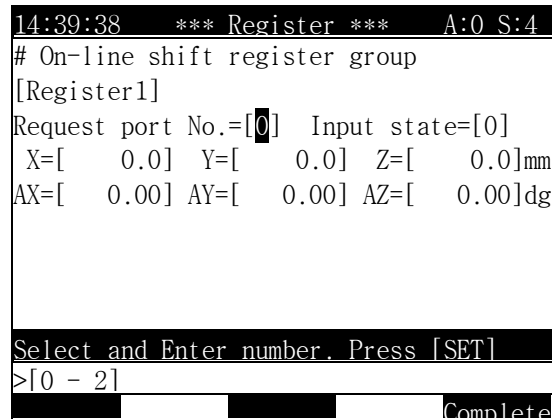 14:39:38 *** Register *** A:0 S:4
# On-line shift register group
[Register1]
Request port No.=[0] Input state=[0]
X=[ 0.0] Y=[ 0.0] Z=[ 0.0]mm
AX=[ 0.00] AY=[ 0.00] AZ=[ 0.00]dg
Select and Enter number. Press [SET]
>[0 - 2]
Complete